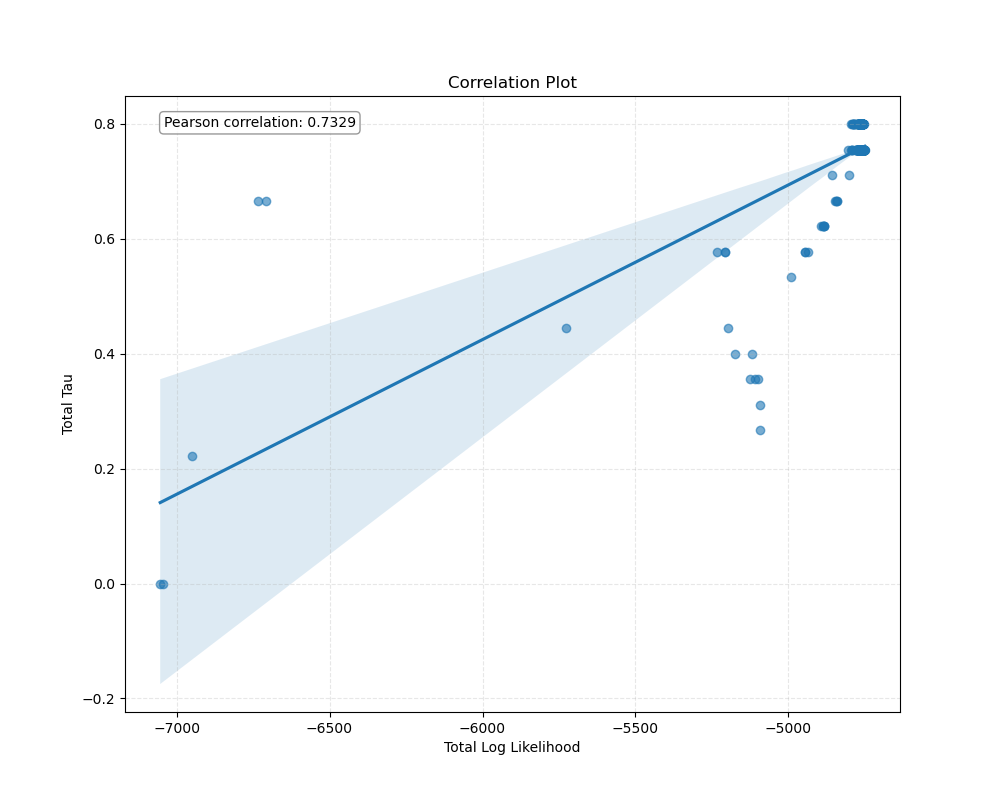 Correlation Plot
Pearson correlation: 0.7329
0.8
0.6
0.4
0.2
0.0
−0.2
Total Tau
−7000 −6500 −6000 −5500 −5000
Total Log Likelihood